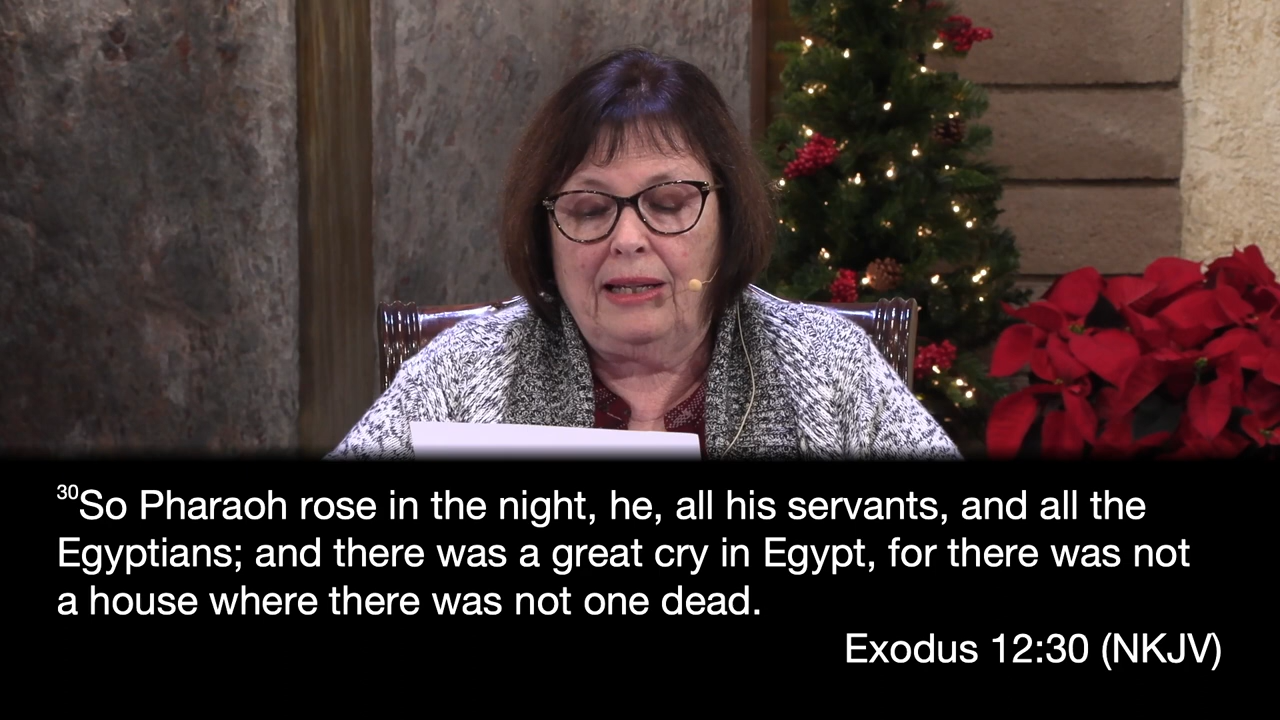 ³⁰So Pharaoh rose in the night, he, all his servants, and all the
Egyptians; and there was a great cry in Egypt, for there was not
a house where there was not one dead.
Exodus 12:30 (NKJV)